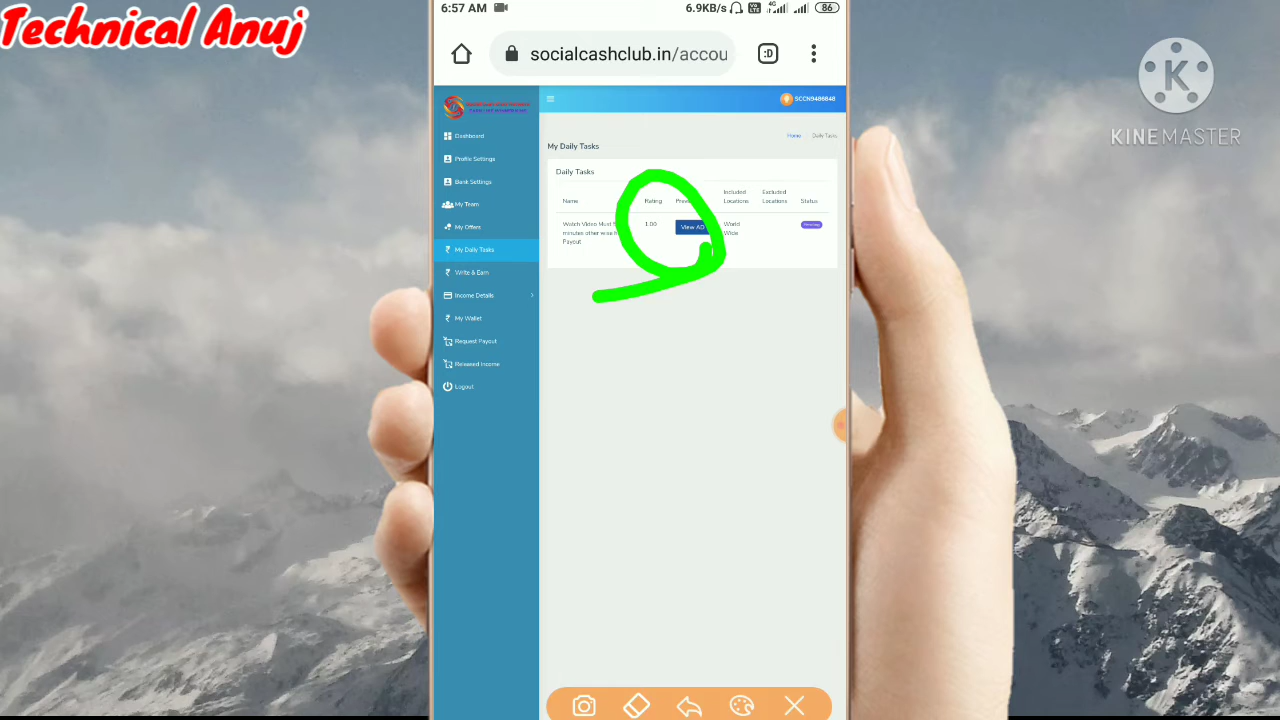 Technical Anuj
6:57 AM
6.9KB/s
4G
86
socialcashclub.in/accou
:D
K
KINEMASTER
SCCN9486848
Dashboard
Profile Settings
Bank Settings
My Team
My Offers
My Daily Tasks
Write & Earn
Income Details
My Wallet
Request Payout
Released Income
Logout
Home
Daily Tasks
My Daily Tasks
Daily Tasks
Name
Rating
Included
Locations
Excluded
Locations
Status
Watch Video Must
minutes other wise
Payout
1.00
View AD
World
Wide
Pending